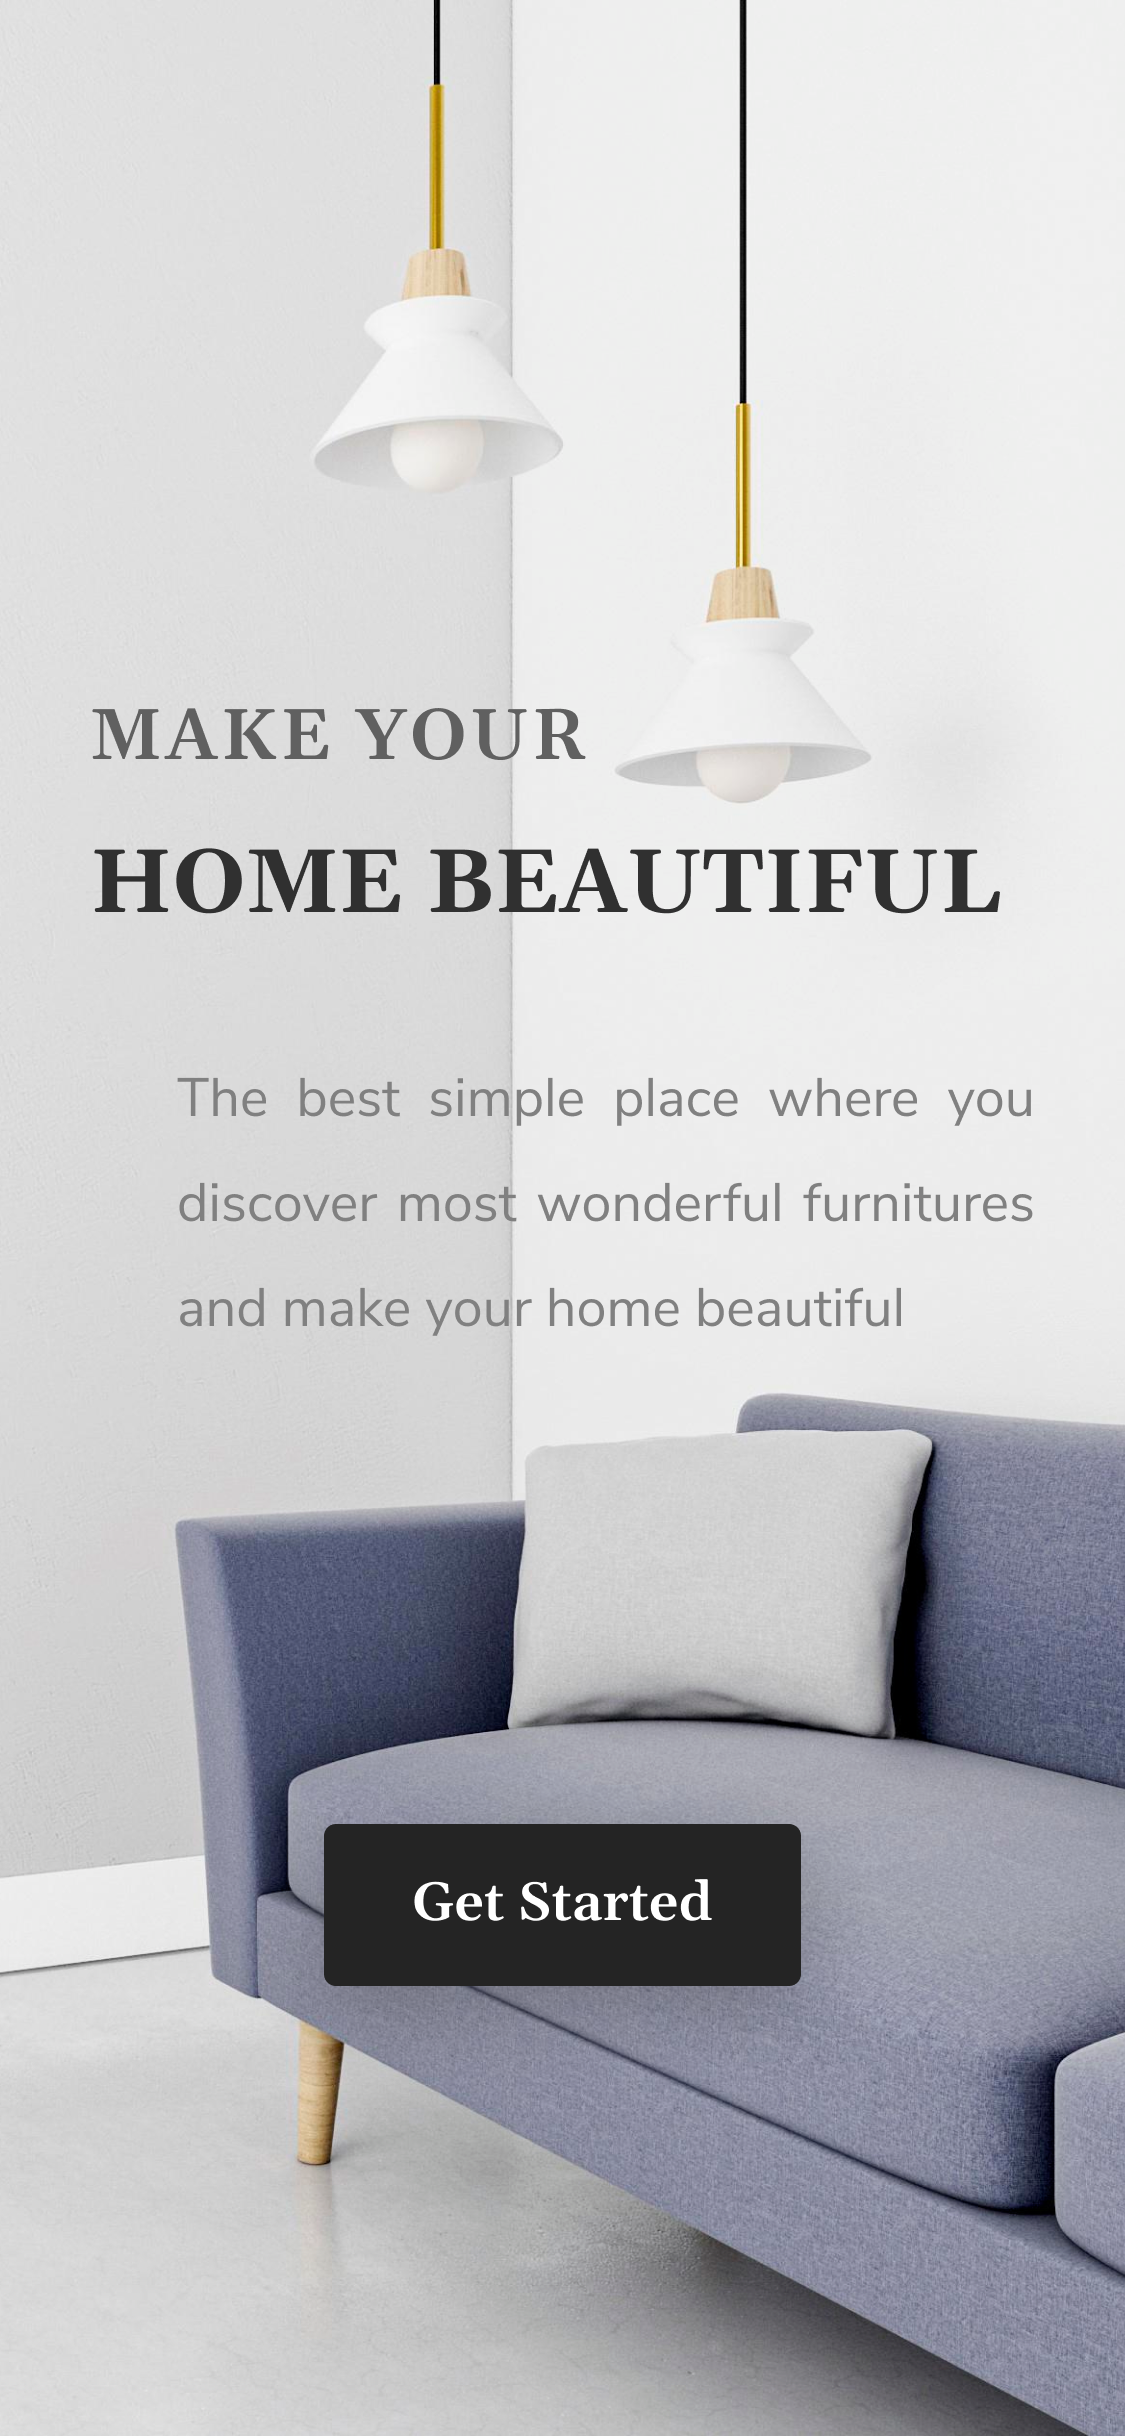 MAKE YOUR
HOME BEAUTIFUL
The best simple place where you
discover most wonderful furnitures
and make your home beautiful
Get Started